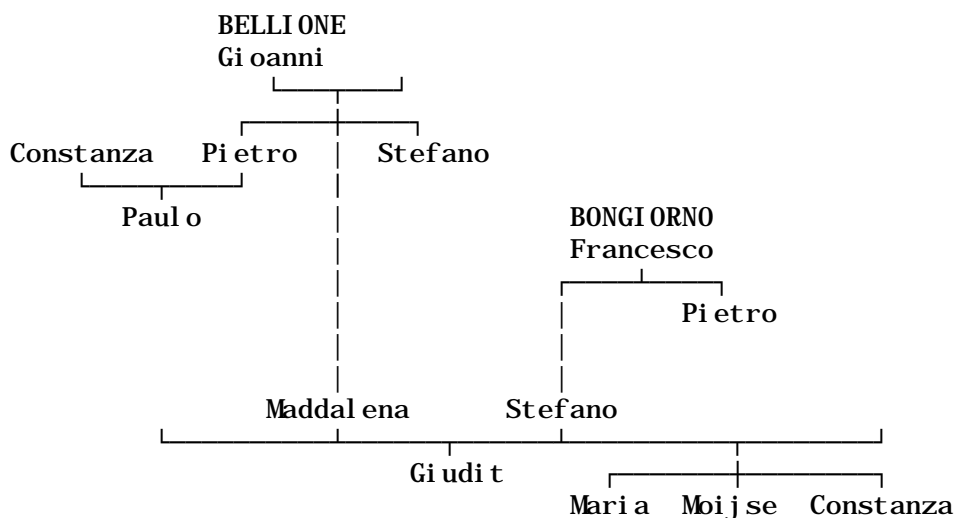 BELLIONE
Gioanni
Constanza Pietro Stefano
Paulo
BONGIORNO
Francesco
Pietro
Maddalena Stefano
Giudit
Maria Moijse Constanza